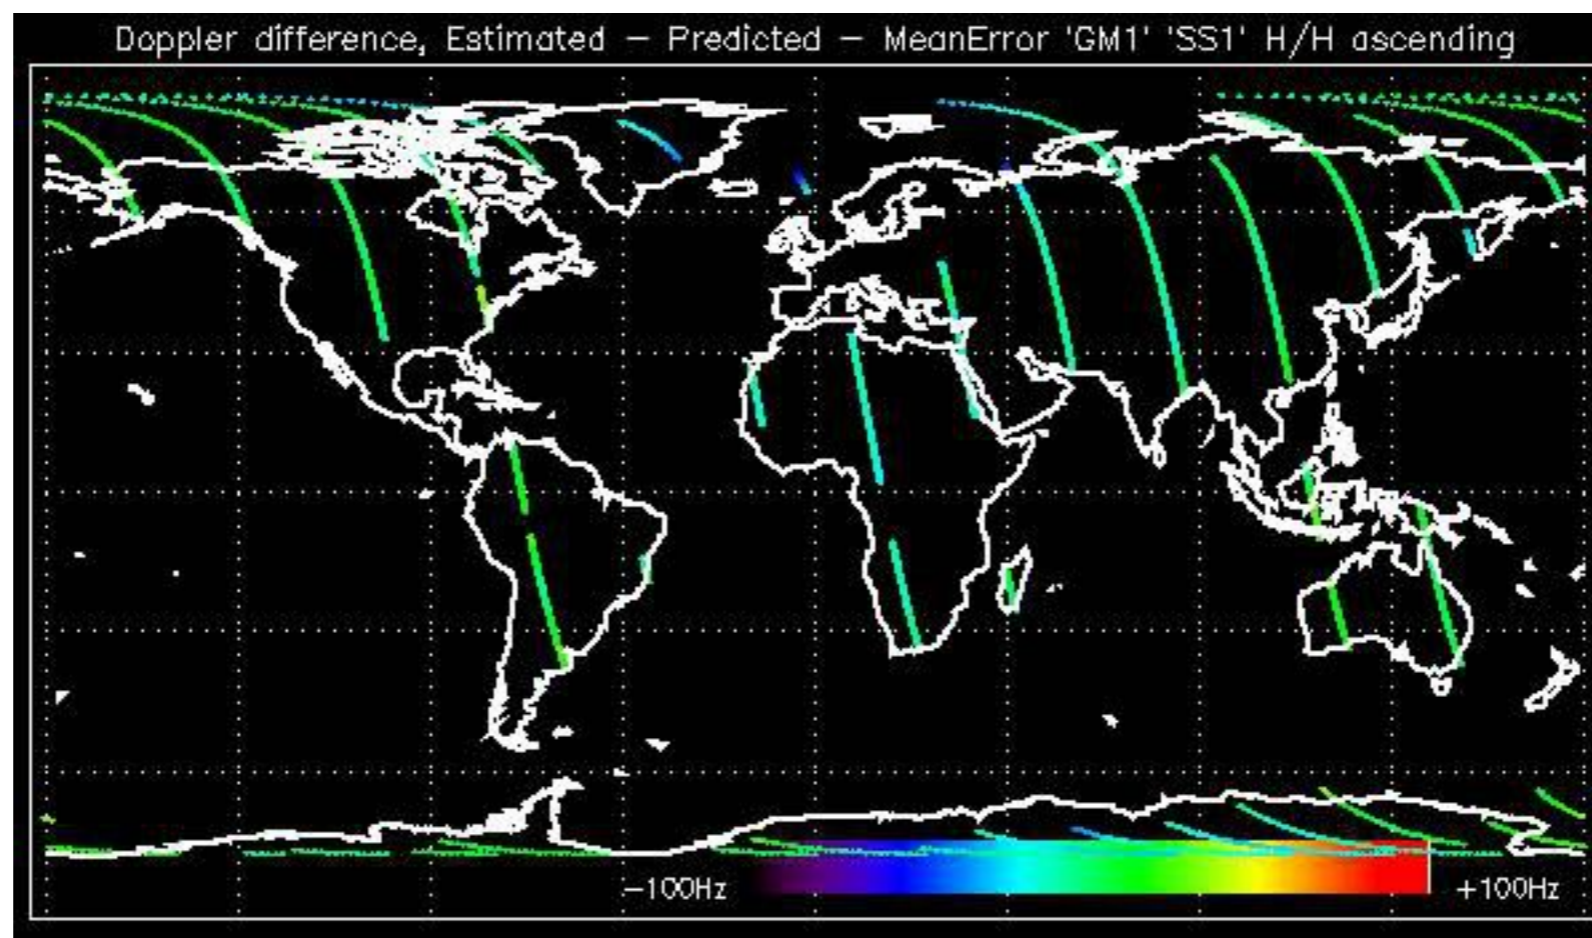 Doppler difference, Estimated – Predicted – MeanError 'GM1' 'SS1' H/H ascending
–100Hz +100Hz